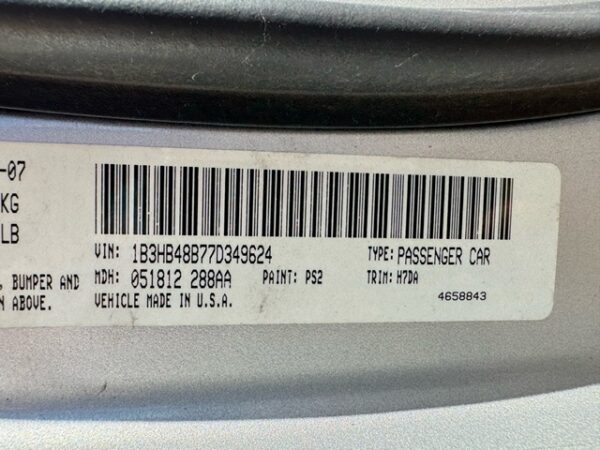 -07
KG
LB
VIN: 1B3HB48B77D349624 TYPE: PASSENGER CAR
, BUMPER AND MDH: 051812 288AA PAINT: PS2 TRIM: H7DA
N ABOVE. VEHICLE MADE IN U.S.A. 4658843